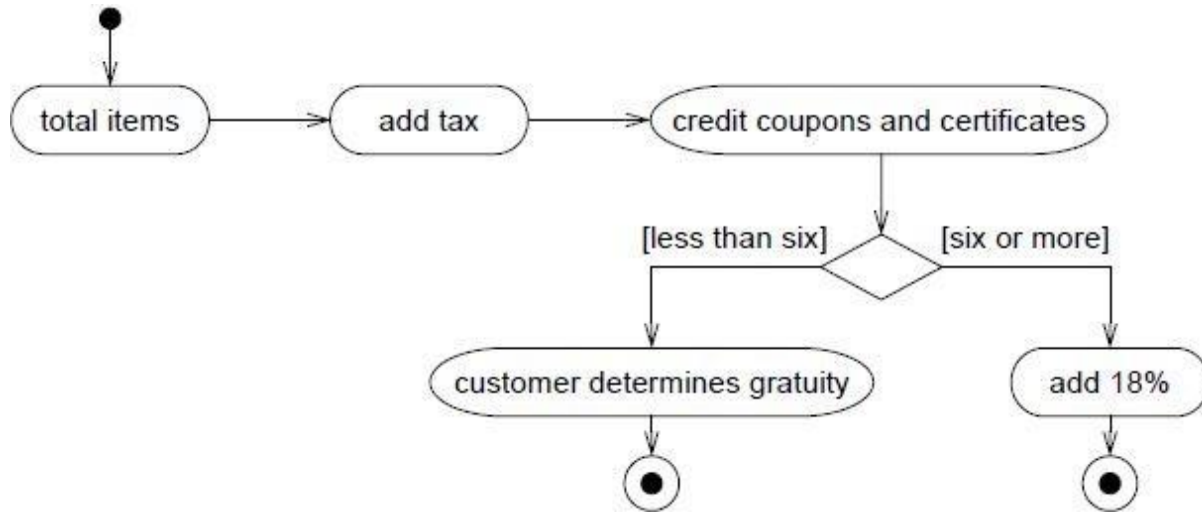 total items
add tax
credit coupons and certificates
[less than six]
[six or more]
customer determines gratuity
add 18%